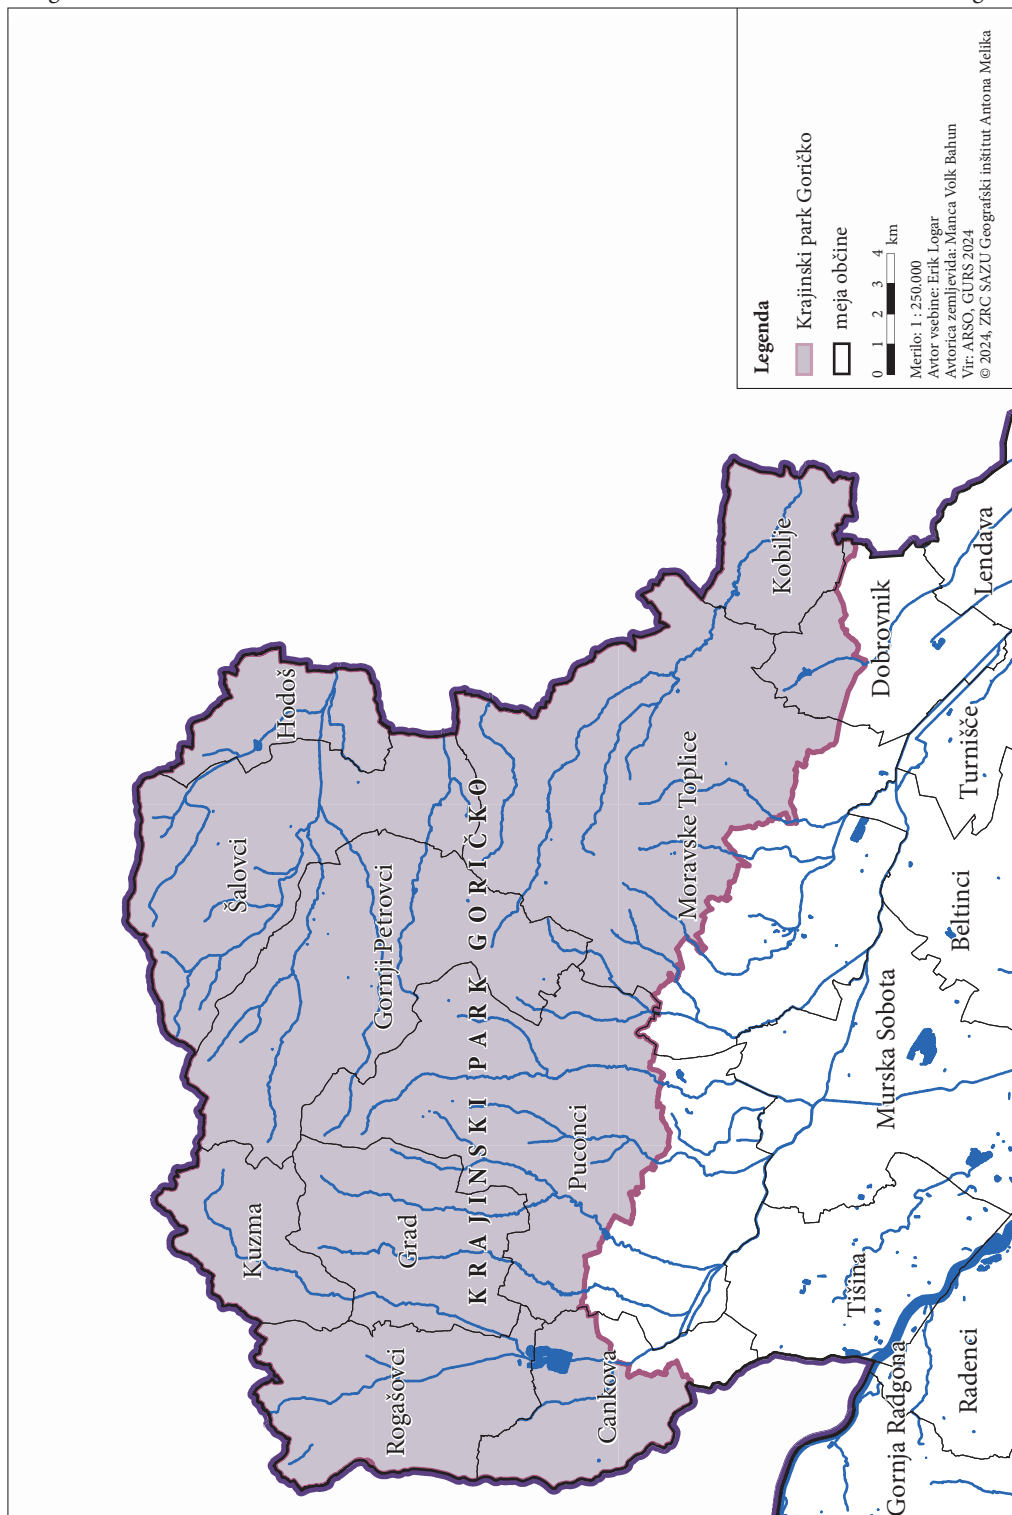 Kuzma
Šalovci
Hodoš
Rogašovci
Grad
Gornji Petrovci
KRAJINSKI PARK GORIČKO
Cankova
Puconci
Moravske Toplice
Kobilje
Dobrovnik
Lendava
Turnišče
Beltinci
Murska Sobota
Tišina
Gornja Radgona
Radenci
Legenda
Krajinski park Goričko
meja občine
0 1 2 3 4
km
Merilo: 1 : 250.000
Avtor vsebine: Erik Logar
Avtorica zemljevida: Manca Volk Bahun
Vir: ARSO, GURS 2024
© 2024, ZRC SAZU Geografski inštitut Antona Melika